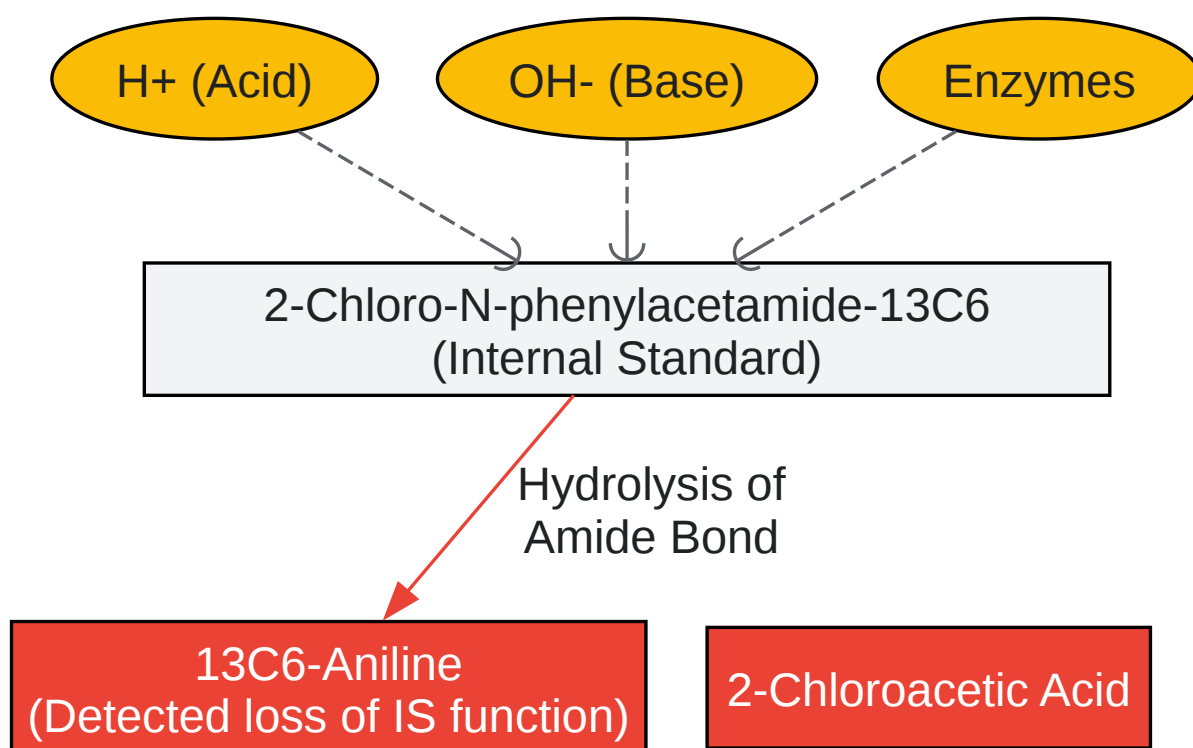 H+ (Acid)
OH- (Base)
Enzymes
2-Chloro-N-phenylacetamide-13C6
(Internal Standard)
Hydrolysis of
Amide Bond
13C6-Aniline
(Detected loss of IS function)
2-Chloroacetic Acid